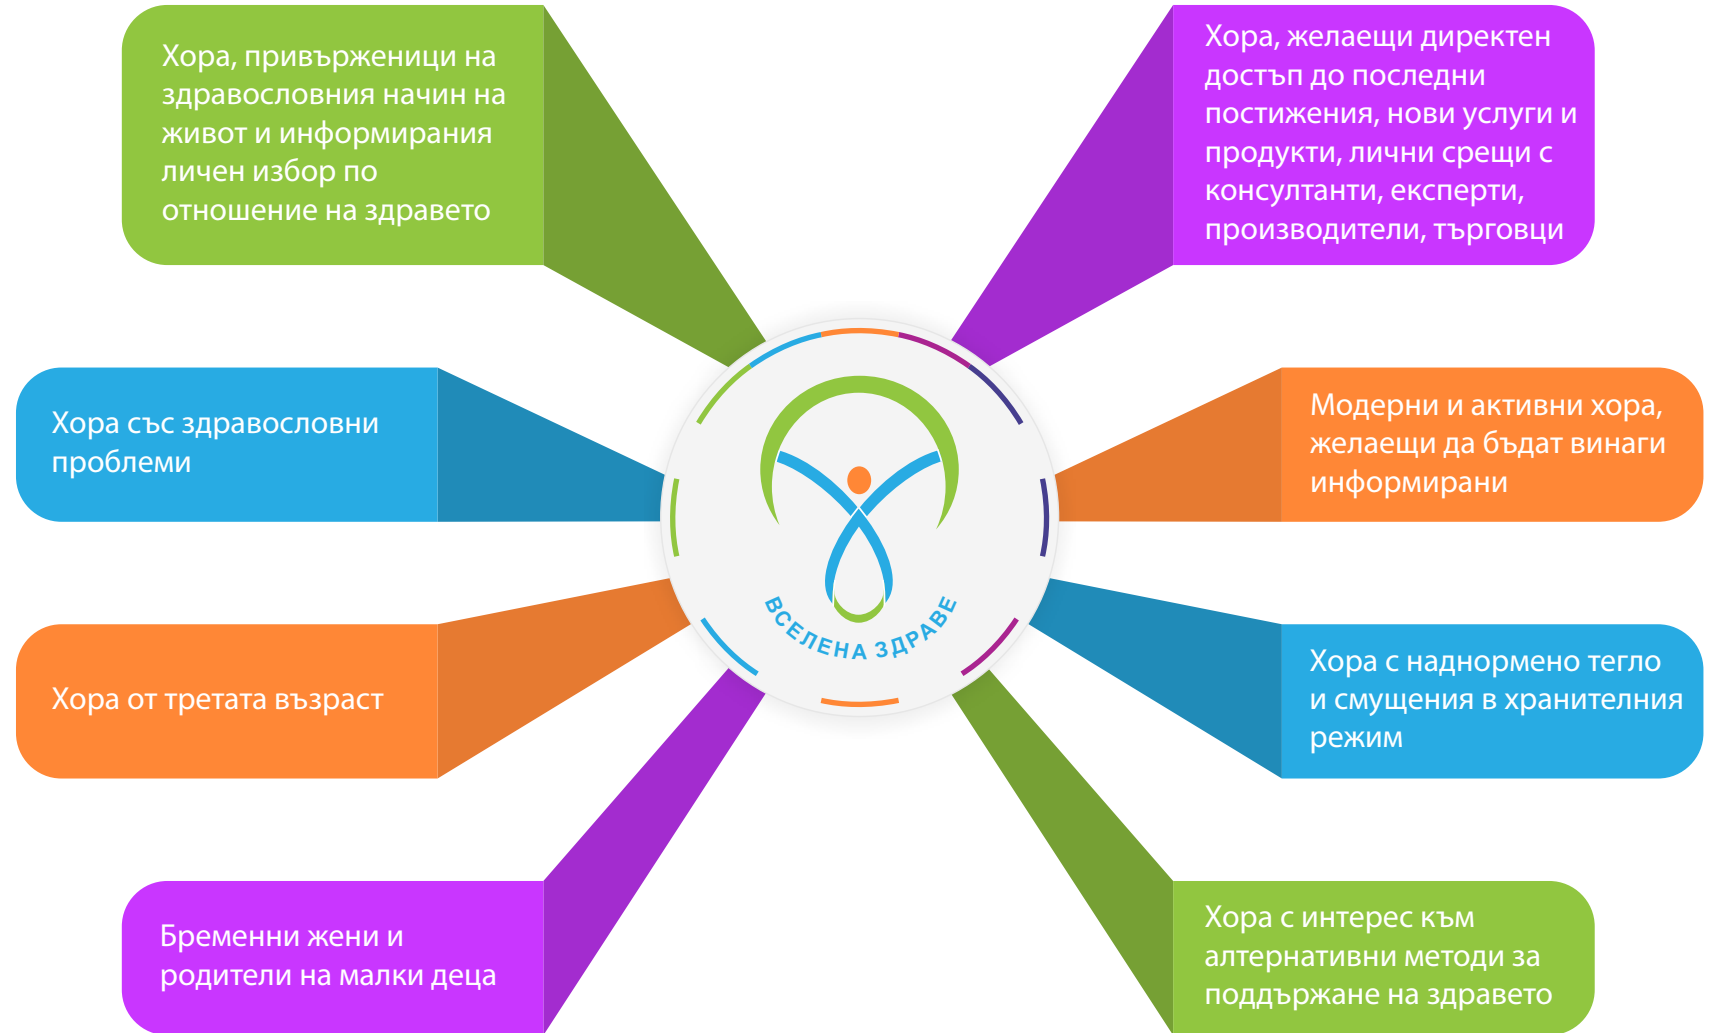 Хора, привърженици на
здравословния начин на
живот и информирания
личен избор по
отношение на здравето
Хора, желаещи директен
достъп до последни
постижения, нови услуги и
продукти, лични срещи с
консултанти, експерти,
производители, търговци
Хора със здравословни
проблеми
Модерни и активни хора,
желаещи да бъдат винаги
информирани
ВСЕЛЕНА ЗДРАВЕ
Хора от третата възраст
Хора с наднормено тегло
и смущения в хранителния
режим
Бременни жени и
родители на малки деца
Хора с интерес към
алтернативни методи за
поддържане на здравето